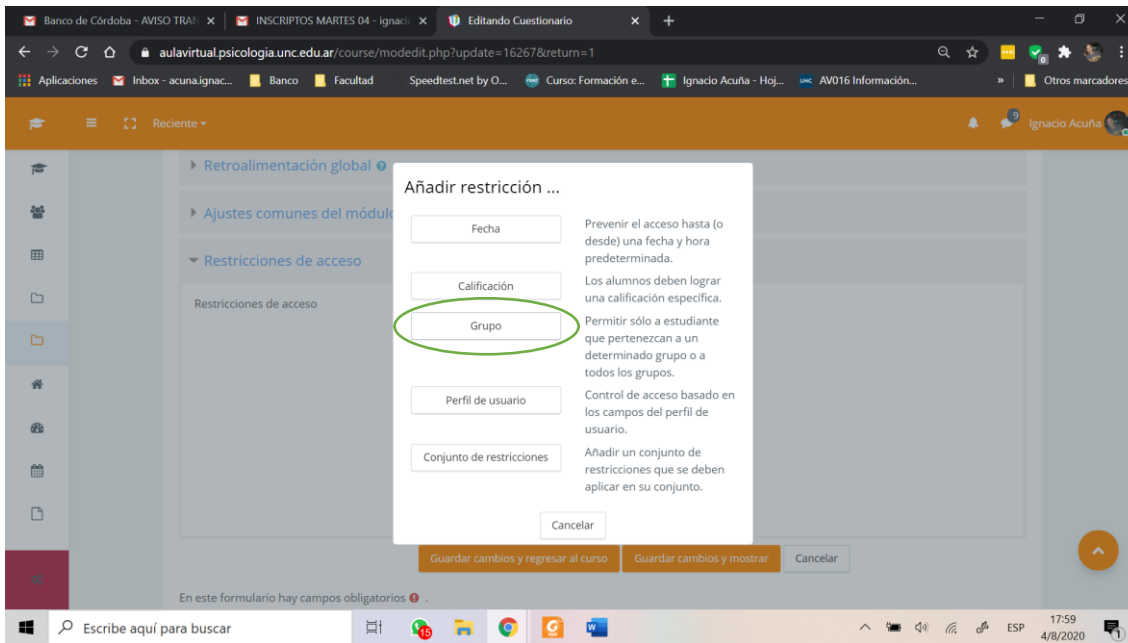 Banco de Córdoba - AVISO TRAN
INSCRIPTOS MARTES 04 - ignaci
Editando Cuestionario
aulavirtual.psicologia.unc.edu.ar/course/modedit.php?update=16267&return=1
Aplicaciones
Inbox - acuna.ignac...
Banco
Facultad
Speedtest.net by O...
Curso: Formación e...
Ignacio Acuña - Hoj...
AV016 Información...
»
Otros marcadores
Reciente
9
Ignacio Acuña
Retroalimentación global
Ajustes comunes del módulo
Restricciones de acceso
Restricciones de acceso
Añadir restricción ...
Fecha
Prevenir el acceso hasta (o
desde) una fecha y hora
predeterminada.
Calificación
Los alumnos deben lograr
una calificación específica.
Grupo
Permitir sólo a estudiante
que pertenezcan a un
determinado grupo o a
todos los grupos.
Perfil de usuario
Control de acceso basado en
los campos del perfil de
usuario.
Conjunto de restricciones
Añadir un conjunto de
restricciones que se deben
aplicar en su conjunto.
Cancelar
Guardar cambios y regresar al curso
Guardar cambios y mostrar
Cancelar
En este formulario hay campos obligatorios .
Escribe aquí para buscar
15
ESP
17:59
4/8/2020
1